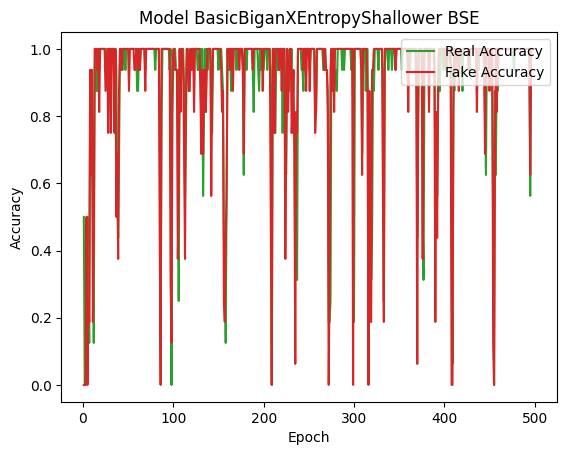 Model BasicBiganXEntropyShallower BSE
Real Accuracy
Fake Accuracy
Accuracy
1.0
0.8
0.6
0.4
0.2
0.0
0 100 200 300 400 500
Epoch